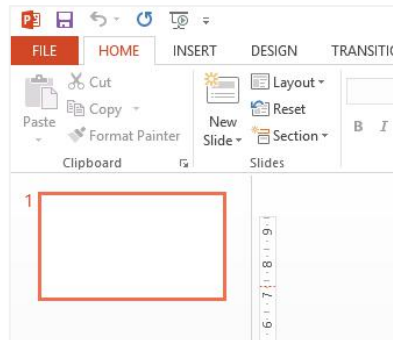 FILE HOME INSERT DESIGN TRANSITIO
Cut
Copy
Paste
Format Painter
Clipboard
New
Slide
Layout
Reset
Section
Slides
B I
1
9
8
7
6